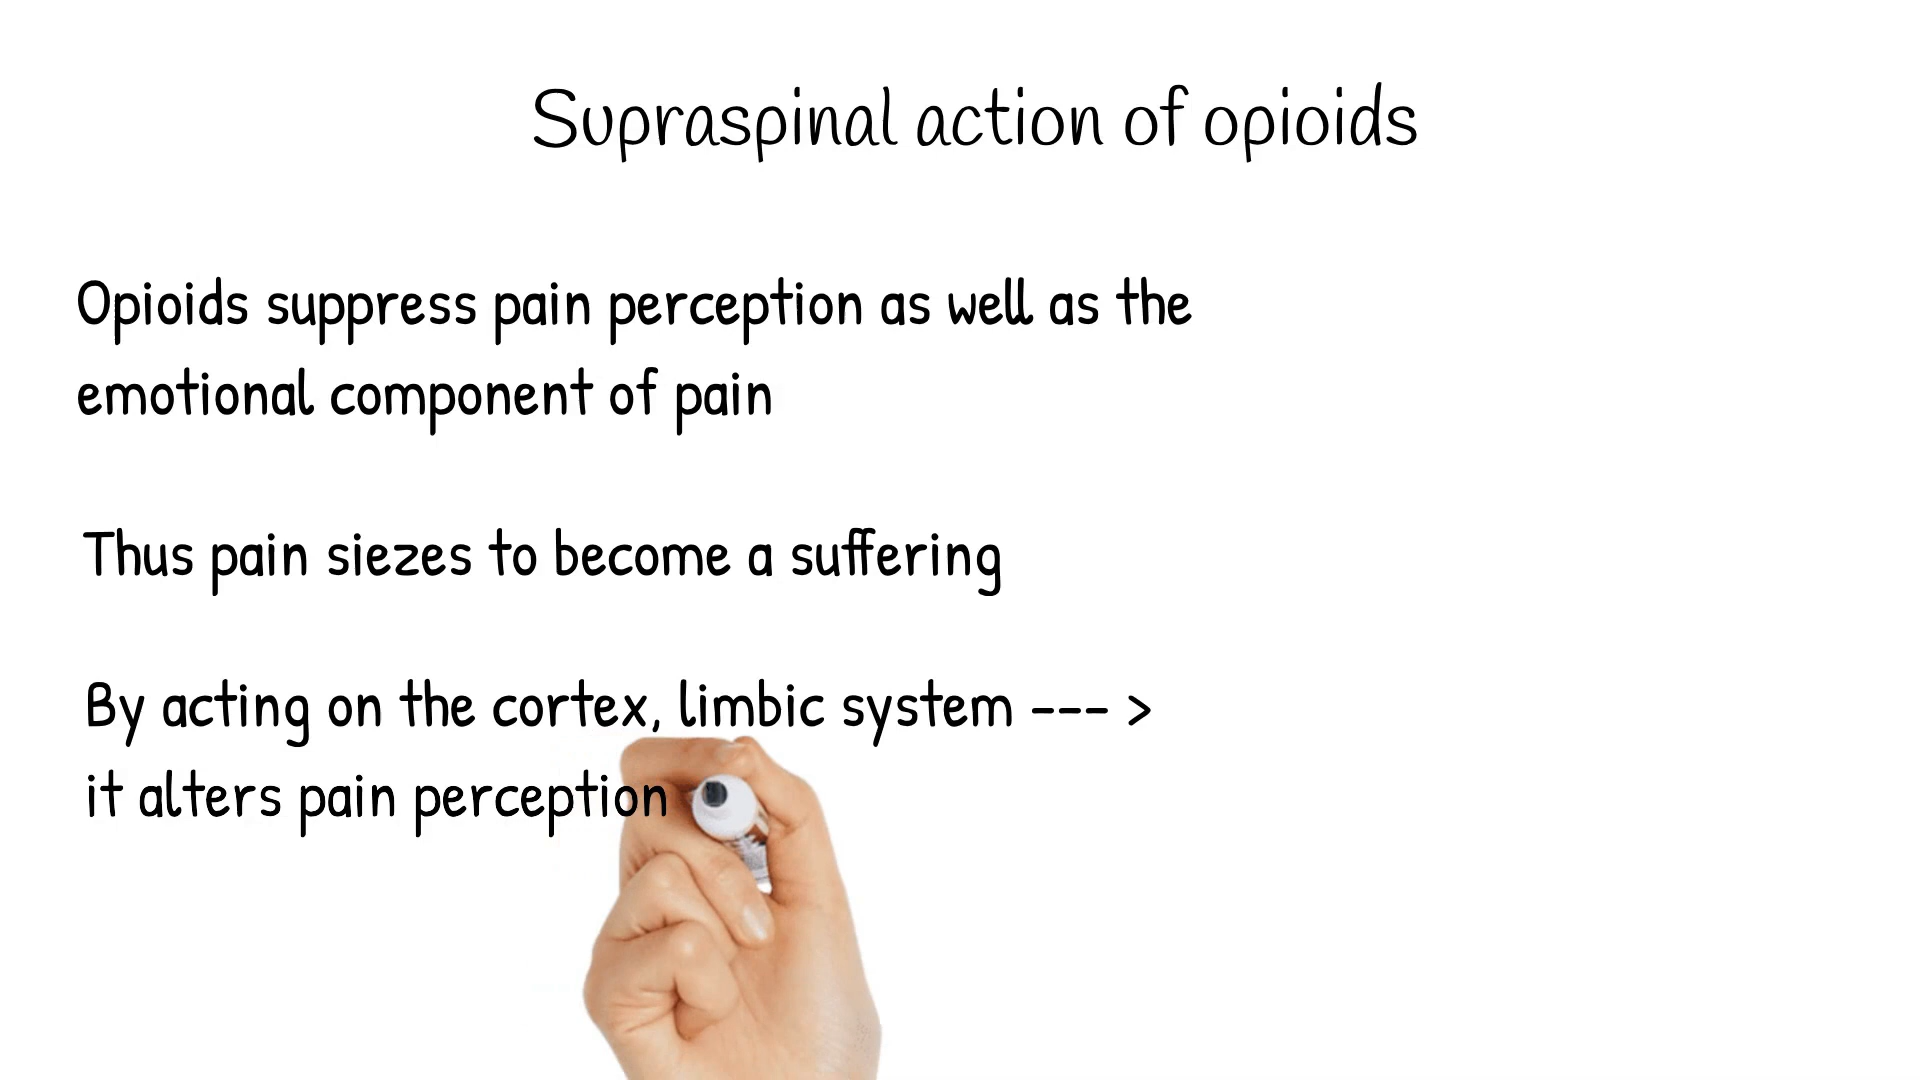 Supraspinal action of opioids
Opioids suppress pain perception as well as the
emotional component of pain
Thus pain siezes to become a suffering
By acting on the cortex, limbic system --- >
it alters pain perception